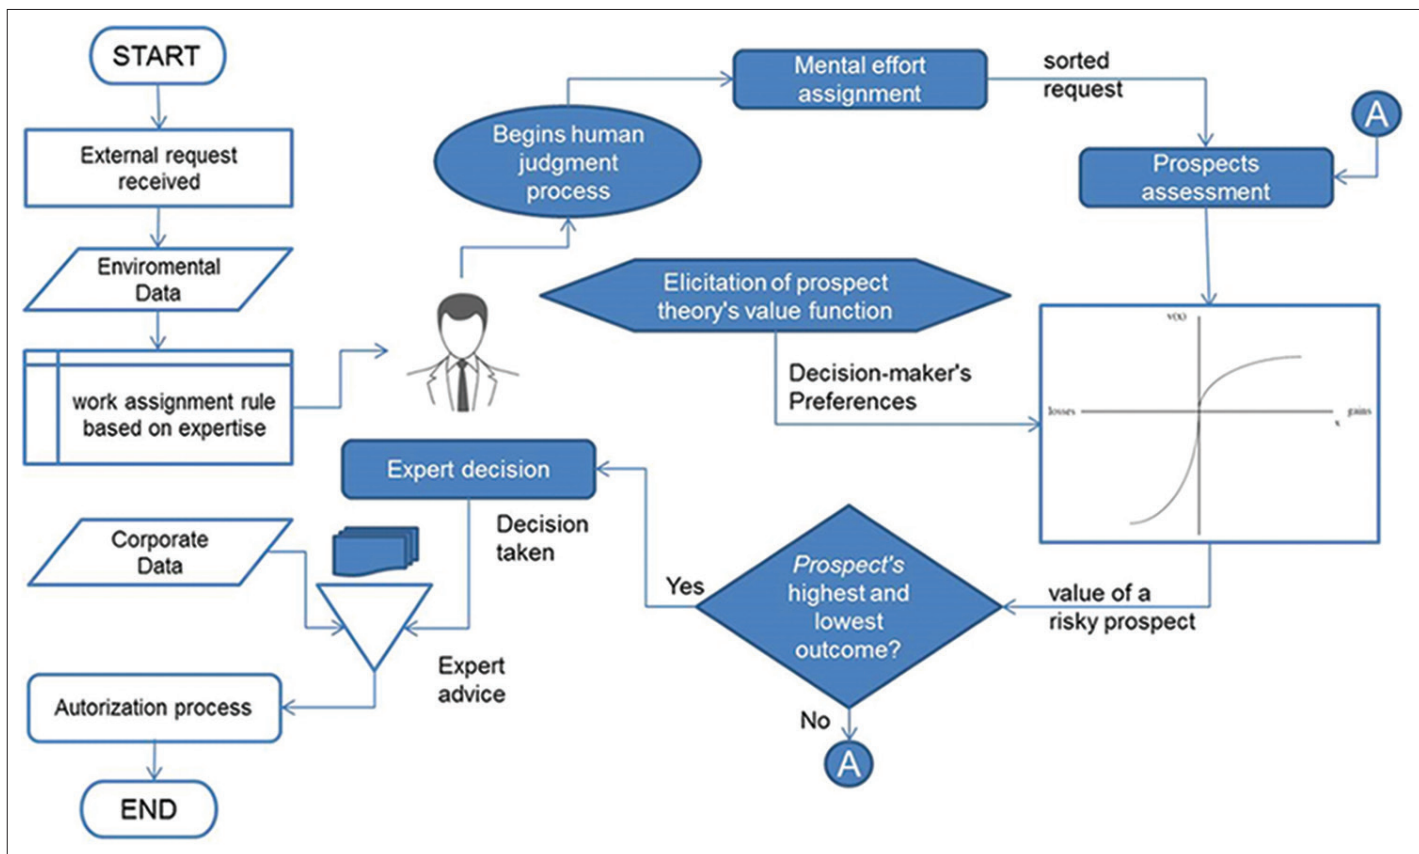 START
External request
received
Enviromental
Data
work assignment rule
based on expertise
Begins human
judgment
process
Mental effort
assignment
sorted
request
A
Prospects
assessment
Elicitation of prospect
theory's value function
Decision-maker's
Preferences
v(x)
losses
gains
x
value of a
risky prospect
Prospect's
highest and
lowest
outcome?
Yes
No
A
Expert decision
Decision
taken
Corporate
Data
Expert
advice
Autorization process
END